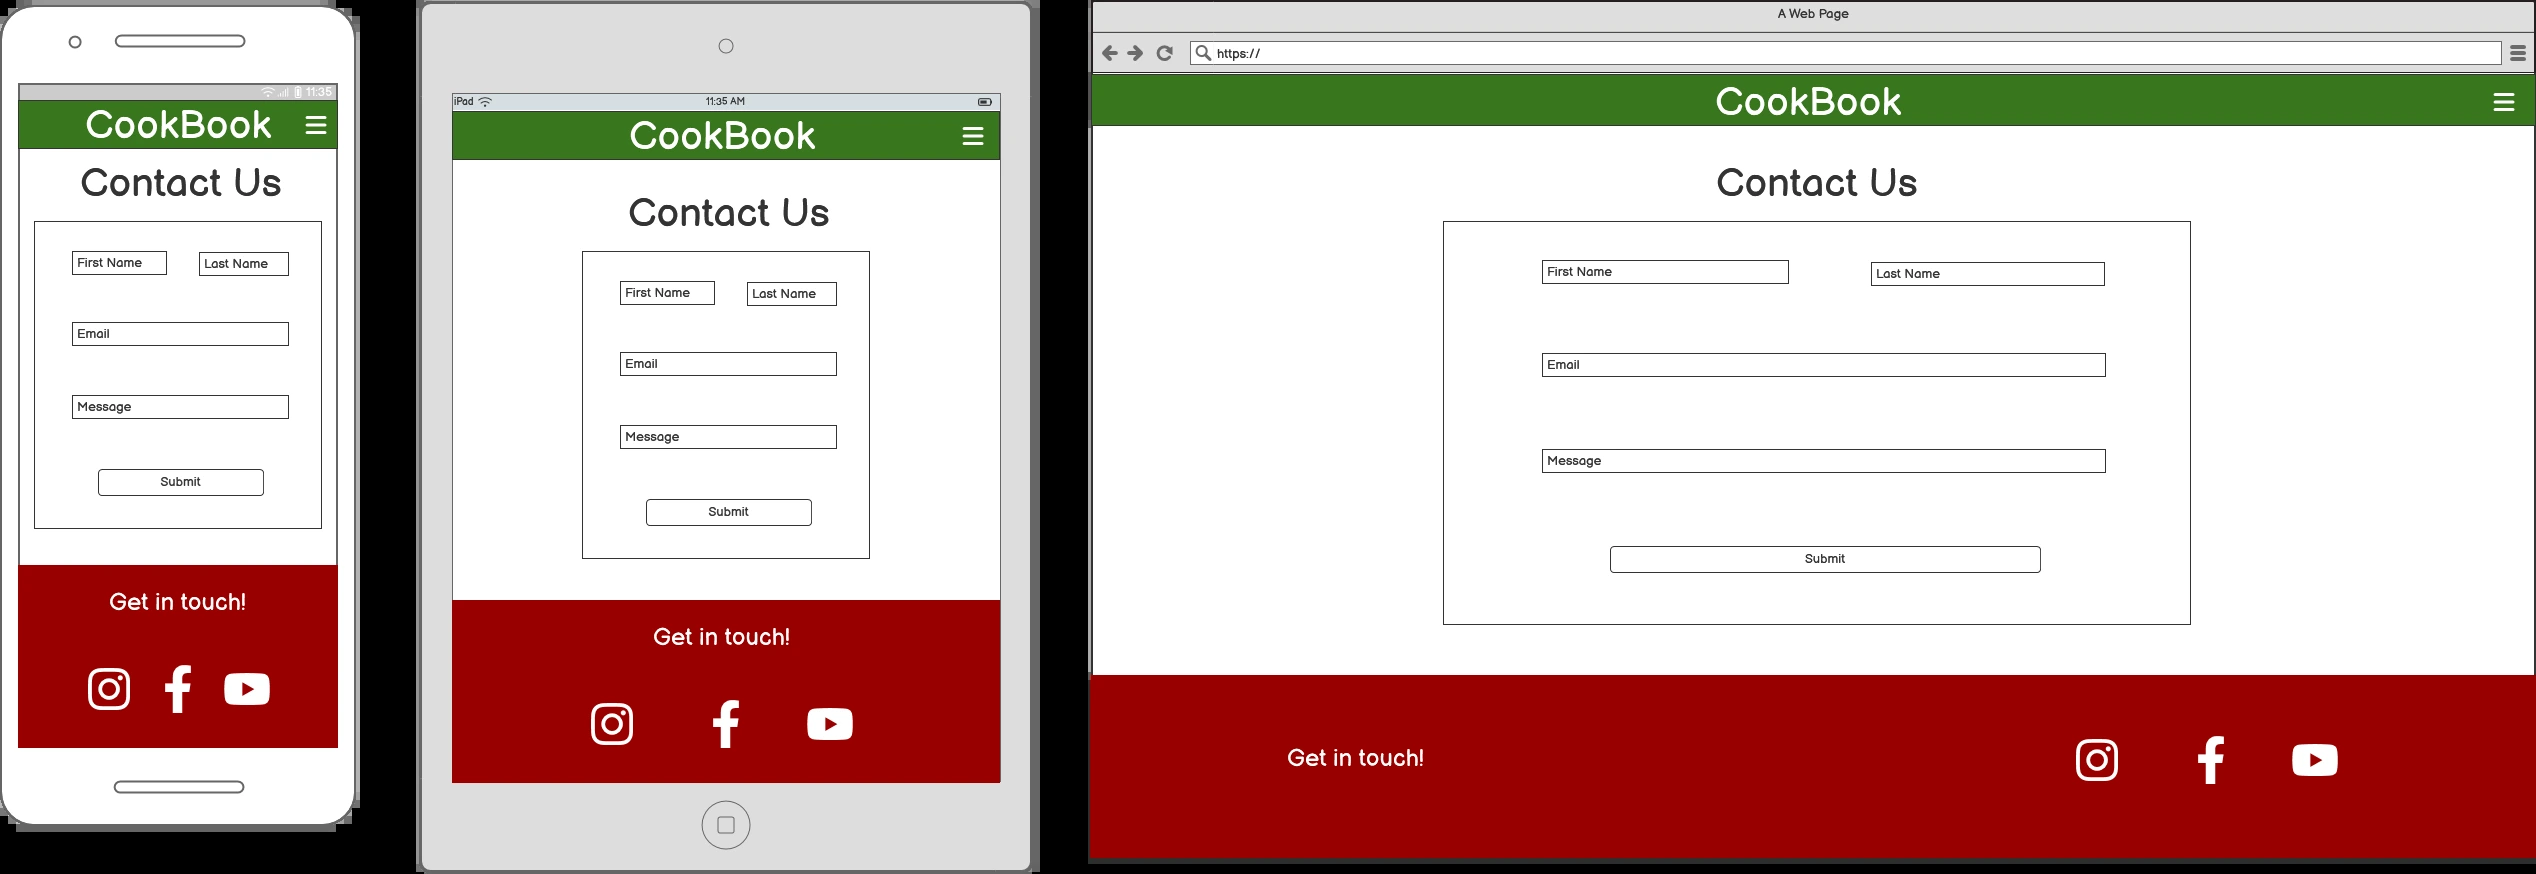 11:35
CookBook
Contact Us
First Name Last Name
Email
Message
Submit
Get in touch!
iPad 11:35 AM
CookBook
Contact Us
First Name Last Name
Email
Message
Submit
Get in touch!
A Web Page
https://
CookBook
Contact Us
First Name Last Name
Email
Message
Submit
Get in touch!